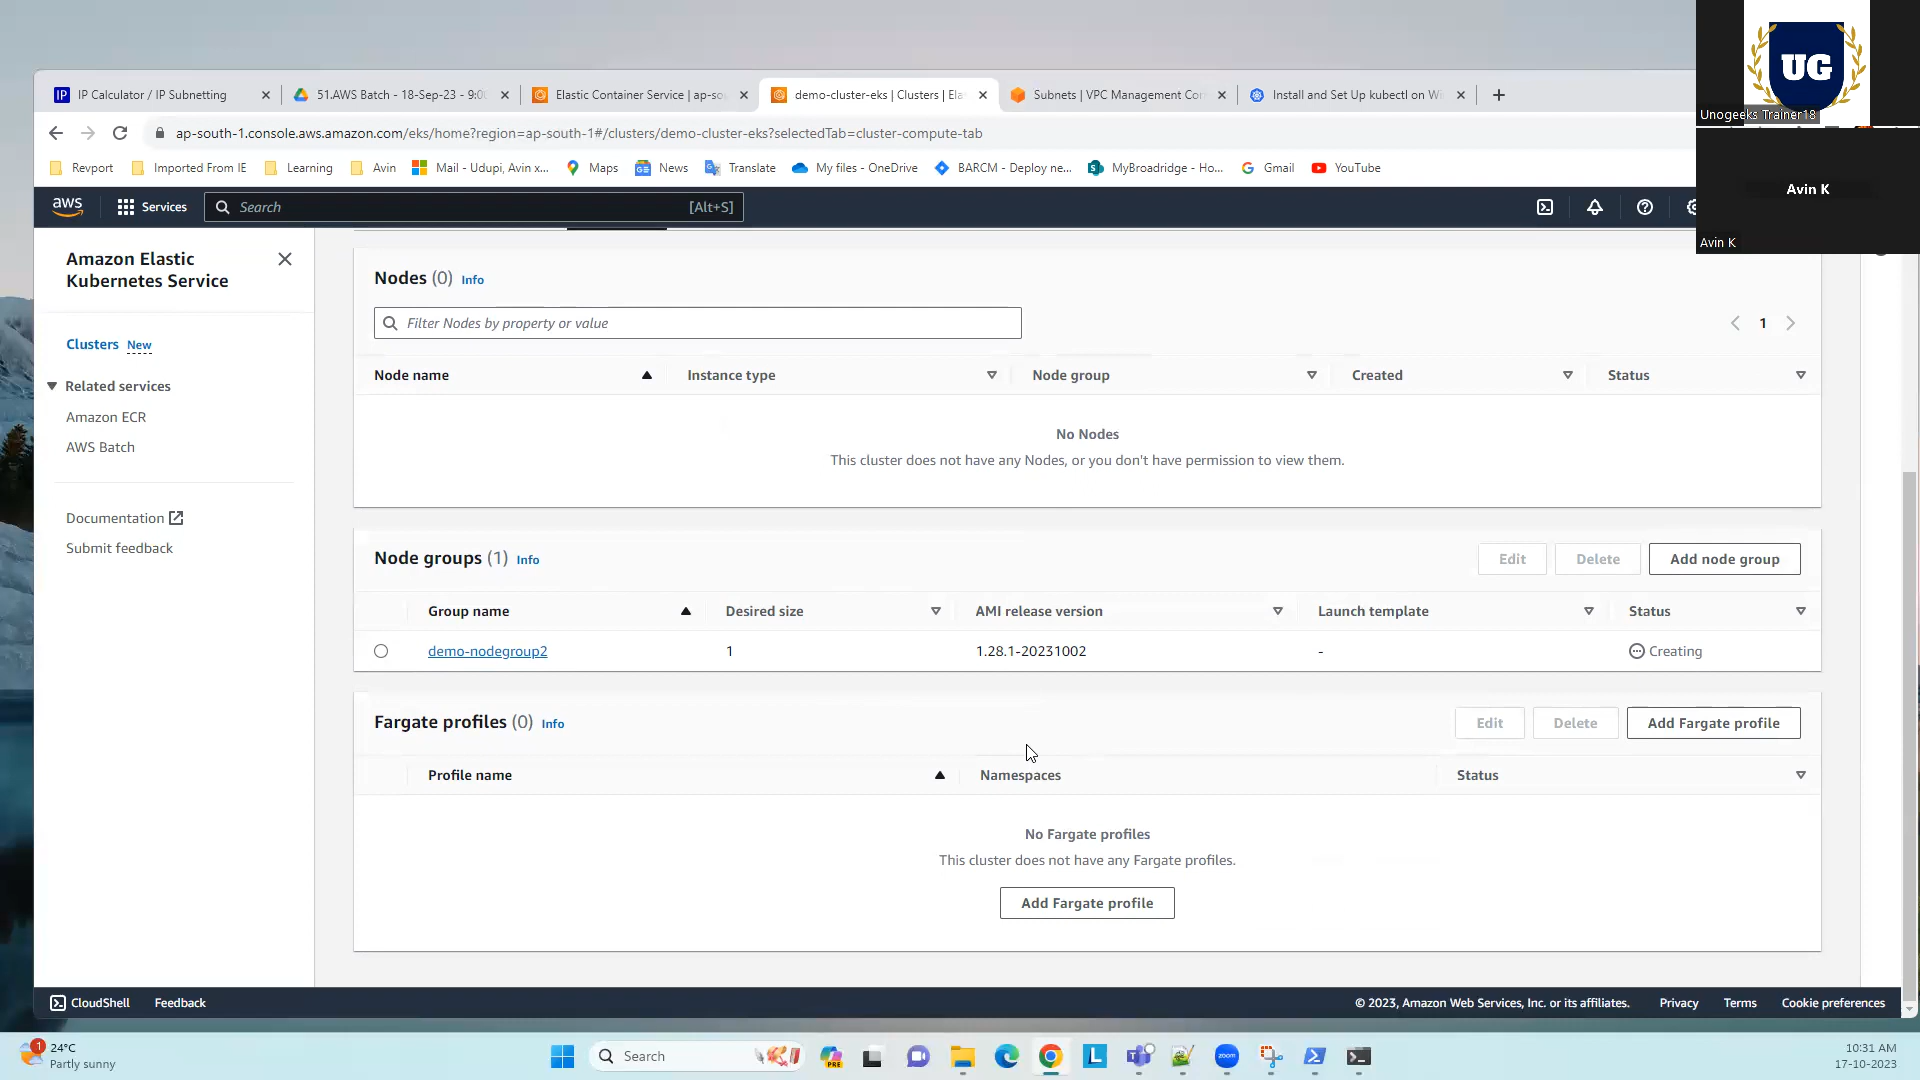 UG
Unogeeks Trainer18
Avin K
Avin K
IP Calculator / IP Subnetting
51.AWS Batch - 18-Sep-23 - 9:0
Elastic Container Service | ap-so
demo-cluster-eks | Clusters | Ela
Subnets | VPC Management Con
Install and Set Up kubectl on Wi
ap-south-1.console.aws.amazon.com/eks/home?region=ap-south-1#/clusters/demo-cluster-eks?selectedTab=cluster-compute-tab
Revport
Imported From IE
Learning
Avin
Mail - Udupi, Avin x...
Maps
News
Translate
My files - OneDrive
BARCM - Deploy ne...
MyBroadridge - Ho...
Gmail
YouTube
aws
Services
Search
[Alt+S]
Amazon Elastic
Kubernetes Service
Clusters New
Related services
Amazon ECR
AWS Batch
Documentation
Submit feedback
Nodes (0) Info
Filter Nodes by property or value
1
Node name
Instance type
Node group
Created
Status
No Nodes
This cluster does not have any Nodes, or you don't have permission to view them.
Node groups (1) Info
Edit
Delete
Add node group
Group name
Desired size
AMI release version
Launch template
Status
demo-nodegroup2
1
1.28.1-20231002
-
Creating
Fargate profiles (0) Info
Edit
Delete
Add Fargate profile
Profile name
Namespaces
Status
No Fargate profiles
This cluster does not have any Fargate profiles.
Add Fargate profile
CloudShell
Feedback
© 2023, Amazon Web Services, Inc. or its affiliates.
Privacy
Terms
Cookie preferences
1
24°C
Partly sunny
Search
PRE
L
zoom
10:31 AM
17-10-2023